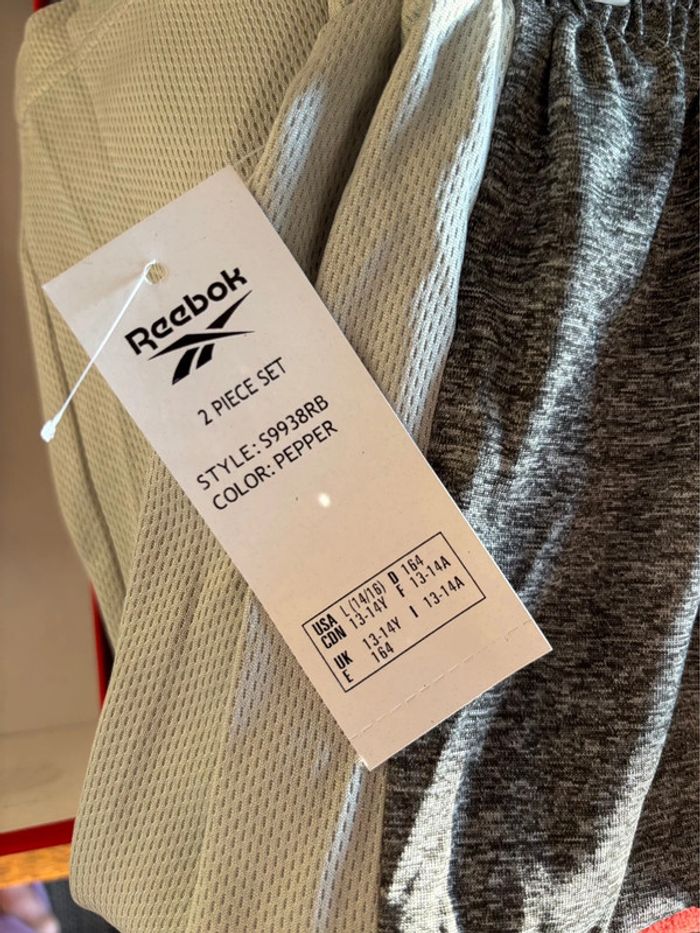 Reebok
2 PIECE SET
STYLE: S9938RB
COLOR: PEPPER
USA L(14/16) D 164
CDN 13-14Y F 13-14A
UK 13-14Y I 13-14A
E 164